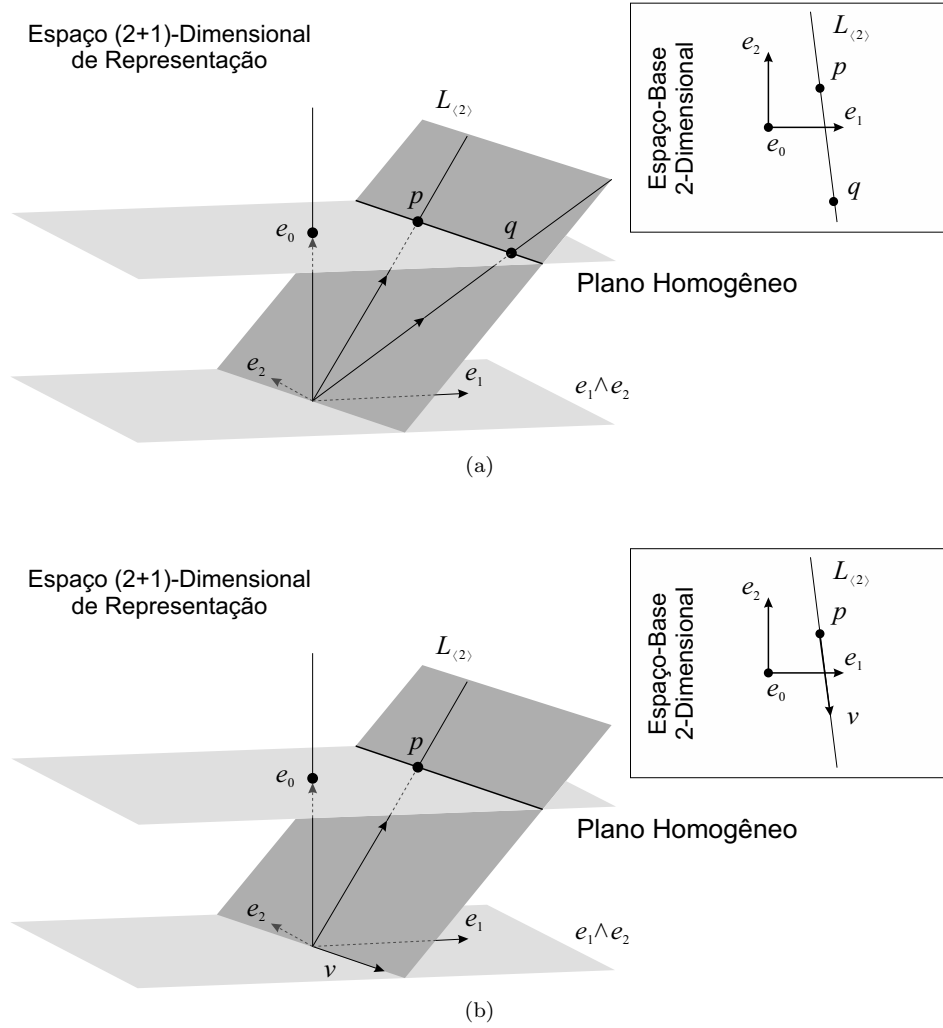 Espaço (2+1)-Dimensional
de Representação
L⟨2⟩
p
q
e0
e2
e1
e1∧e2
Plano Homogêneo
Espaço-Base
2-Dimensional
e2
L⟨2⟩
p
e1
e0
q
(a)
Espaço (2+1)-Dimensional
de Representação
L⟨2⟩
p
e0
e2
e1
v
e1∧e2
Plano Homogêneo
Espaço-Base
2-Dimensional
e2
L⟨2⟩
p
e1
e0
v
(b)